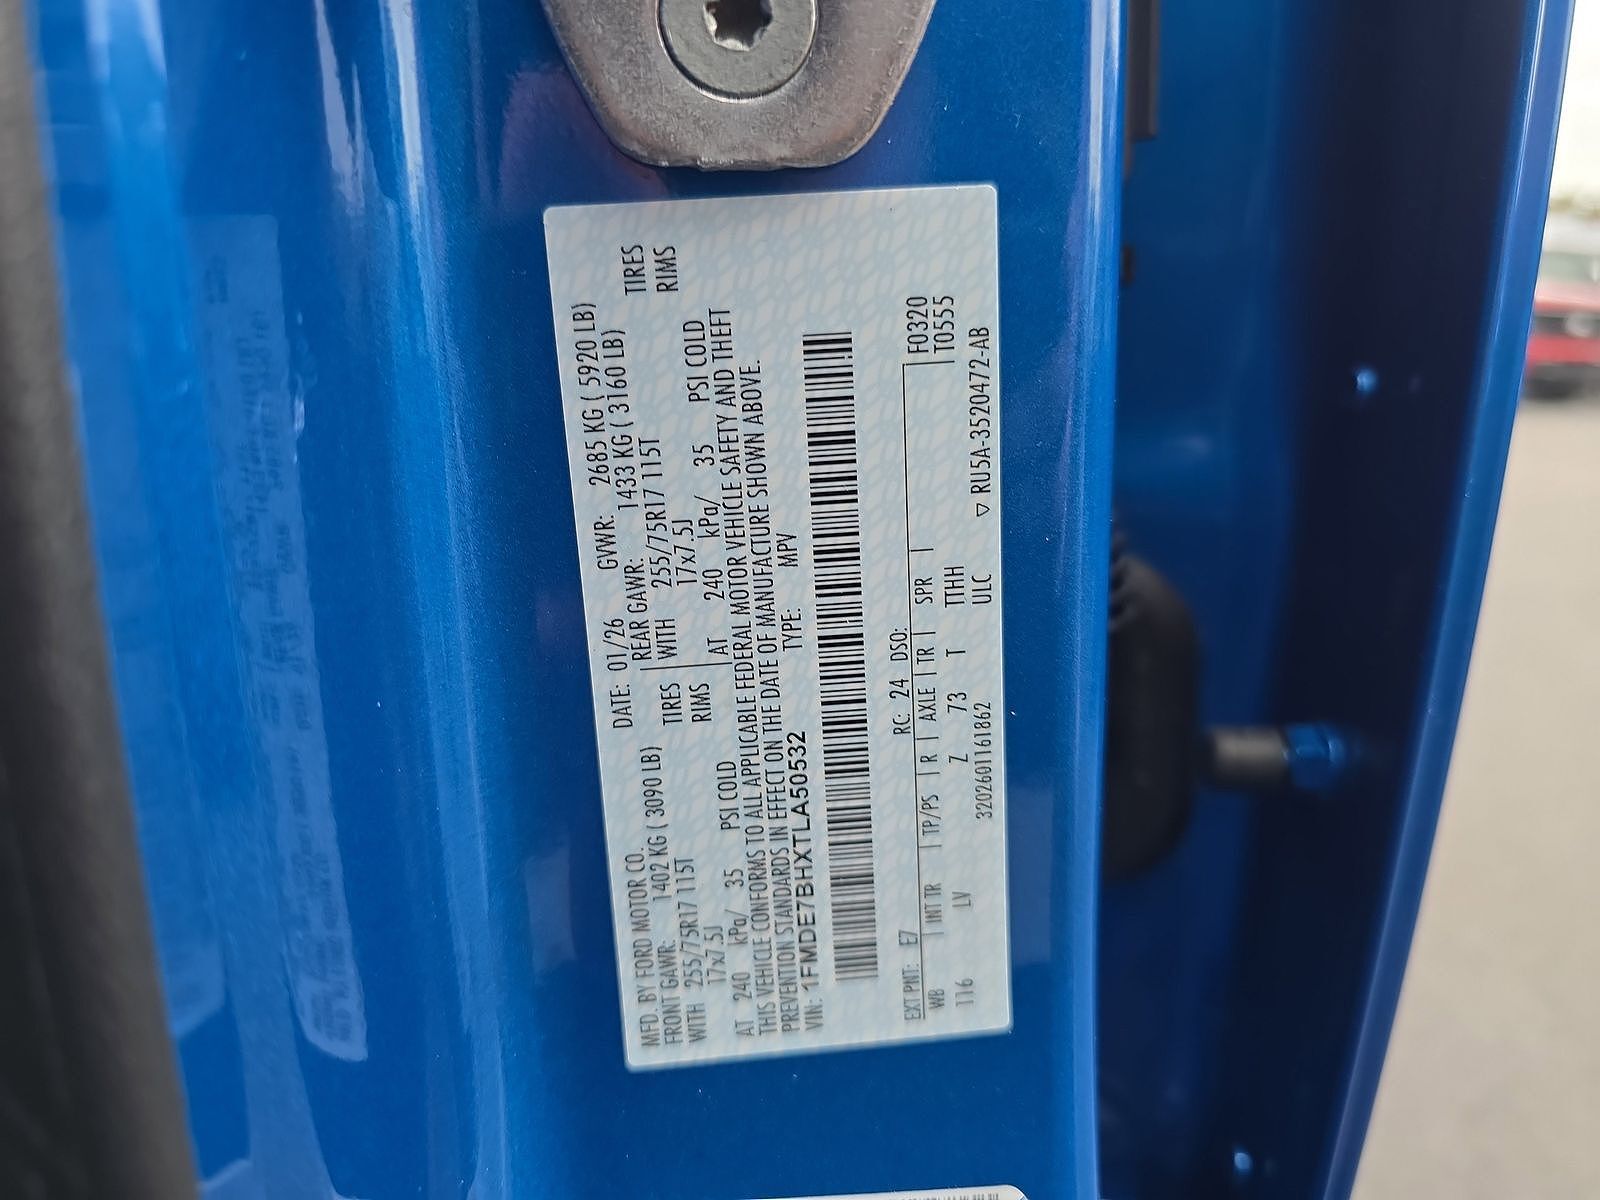 MFD. BY FORD MOTOR CO. DATE: 01/26 GVWR: 2685 KG ( 5920 LB)
FRONT GAWR: 1402 KG ( 3090 LB) REAR GAWR: 1433 KG ( 3160 LB)
WITH 255/75R17 115T TIRES WITH 255/75R17 115T TIRES
17x7.5J RIMS 17x7.5J RIMS
AT 240 kPa/ 35 PSI COLD AT 240 kPa/ 35 PSI COLD
THIS VEHICLE CONFORMS TO ALL APPLICABLE FEDERAL MOTOR VEHICLE SAFETY AND THEFT
PREVENTION STANDARDS IN EFFECT ON THE DATE OF MANUFACTURE SHOWN ABOVE.
VIN: 1FMDE7BHXTLA50532 TYPE: MPV
EXT PNT: E7 RC: 24 DSO: F0320
WB INT TR TP/PS R AXLE TR SPR T0555
116 LV Z 73 T TTHH
3202601161862 ULC ▽ RU5A-3520472-AB